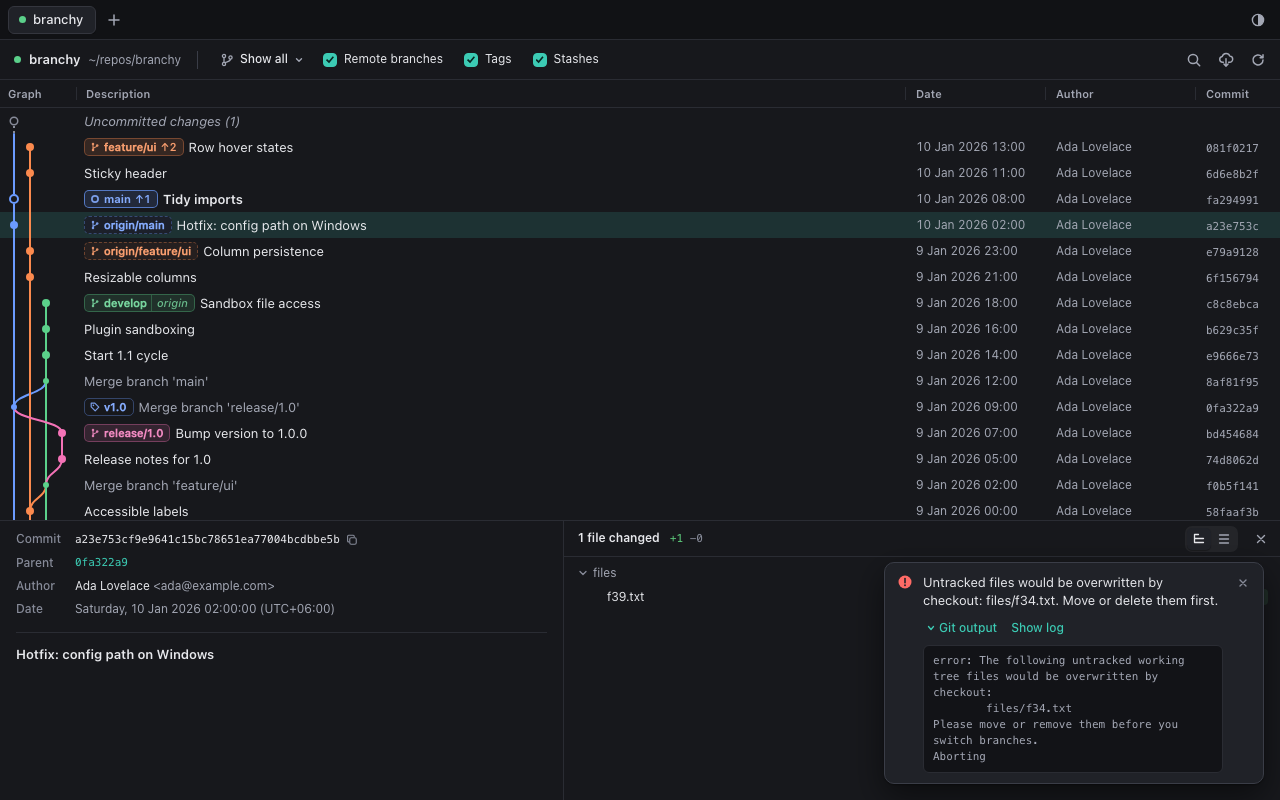 branchy
branchy ~/repos/branchy Show all Remote branches Tags Stashes
Graph Description Date Author Commit
Uncommitted changes (1)
feature/ui ↑2 Row hover states 10 Jan 2026 13:00 Ada Lovelace 081f0217
Sticky header 10 Jan 2026 11:00 Ada Lovelace 6d6e8b2f
main ↑1 Tidy imports 10 Jan 2026 08:00 Ada Lovelace fa294991
origin/main Hotfix: config path on Windows 10 Jan 2026 02:00 Ada Lovelace a23e753c
origin/feature/ui Column persistence 9 Jan 2026 23:00 Ada Lovelace e79a9128
Resizable columns 9 Jan 2026 21:00 Ada Lovelace 6f156794
develop origin Sandbox file access 9 Jan 2026 18:00 Ada Lovelace c8c8ebca
Plugin sandboxing 9 Jan 2026 16:00 Ada Lovelace b629c35f
Start 1.1 cycle 9 Jan 2026 14:00 Ada Lovelace e9666e73
Merge branch 'main' 9 Jan 2026 12:00 Ada Lovelace 8af81f95
v1.0 Merge branch 'release/1.0' 9 Jan 2026 09:00 Ada Lovelace 0fa322a9
release/1.0 Bump version to 1.0.0 9 Jan 2026 07:00 Ada Lovelace bd454684
Release notes for 1.0 9 Jan 2026 05:00 Ada Lovelace 74d8062d
Merge branch 'feature/ui' 9 Jan 2026 02:00 Ada Lovelace f0b5f141
Accessible labels 9 Jan 2026 00:00 Ada Lovelace 58faaf3b
Commit a23e753cf9e9641c15bc78651ea77004bcdbbe5b
Parent 0fa322a9
Author Ada Lovelace <ada@example.com>
Date Saturday, 10 Jan 2026 02:00:00 (UTC+06:00)
Hotfix: config path on Windows
1 file changed +1 −0
files
f39.txt
Untracked files would be overwritten by
checkout: files/f34.txt. Move or delete them first.
Git output Show log
error: The following untracked working
tree files would be overwritten by
checkout:
files/f34.txt
Please move or remove them before you
switch branches.
Aborting